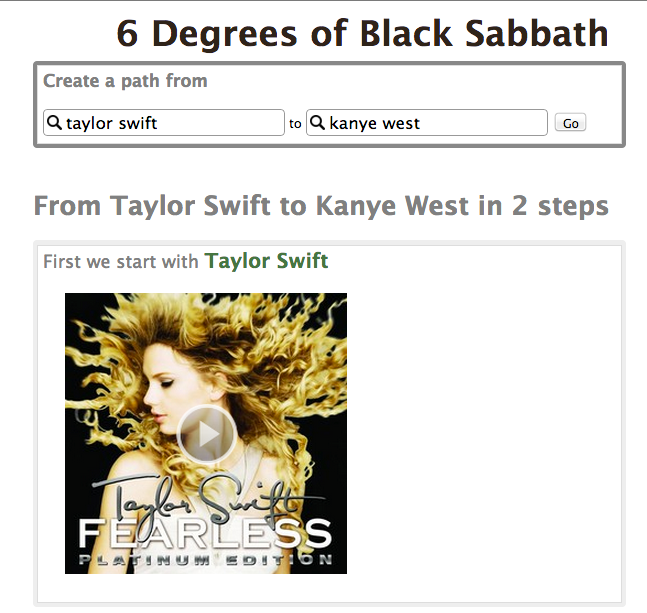 6 Degrees of Black Sabbath
Create a path from
taylor swift to kanye west Go
From Taylor Swift to Kanye West in 2 steps
First we start with Taylor Swift
Taylor Swift
FEARLESS
PLATINUM EDITION